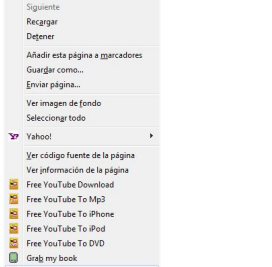 Siguiente
Recargar
Detener
Añadir esta página a marcadores
Guardar como...
Enviar página...
Ver imagen de fondo
Seleccionar todo
Yahoo!
Ver código fuente de la página
Ver información de la página
Free YouTube Download
Free YouTube To Mp3
Free YouTube To iPhone
Free YouTube To iPod
Free YouTube To DVD
Grab my book